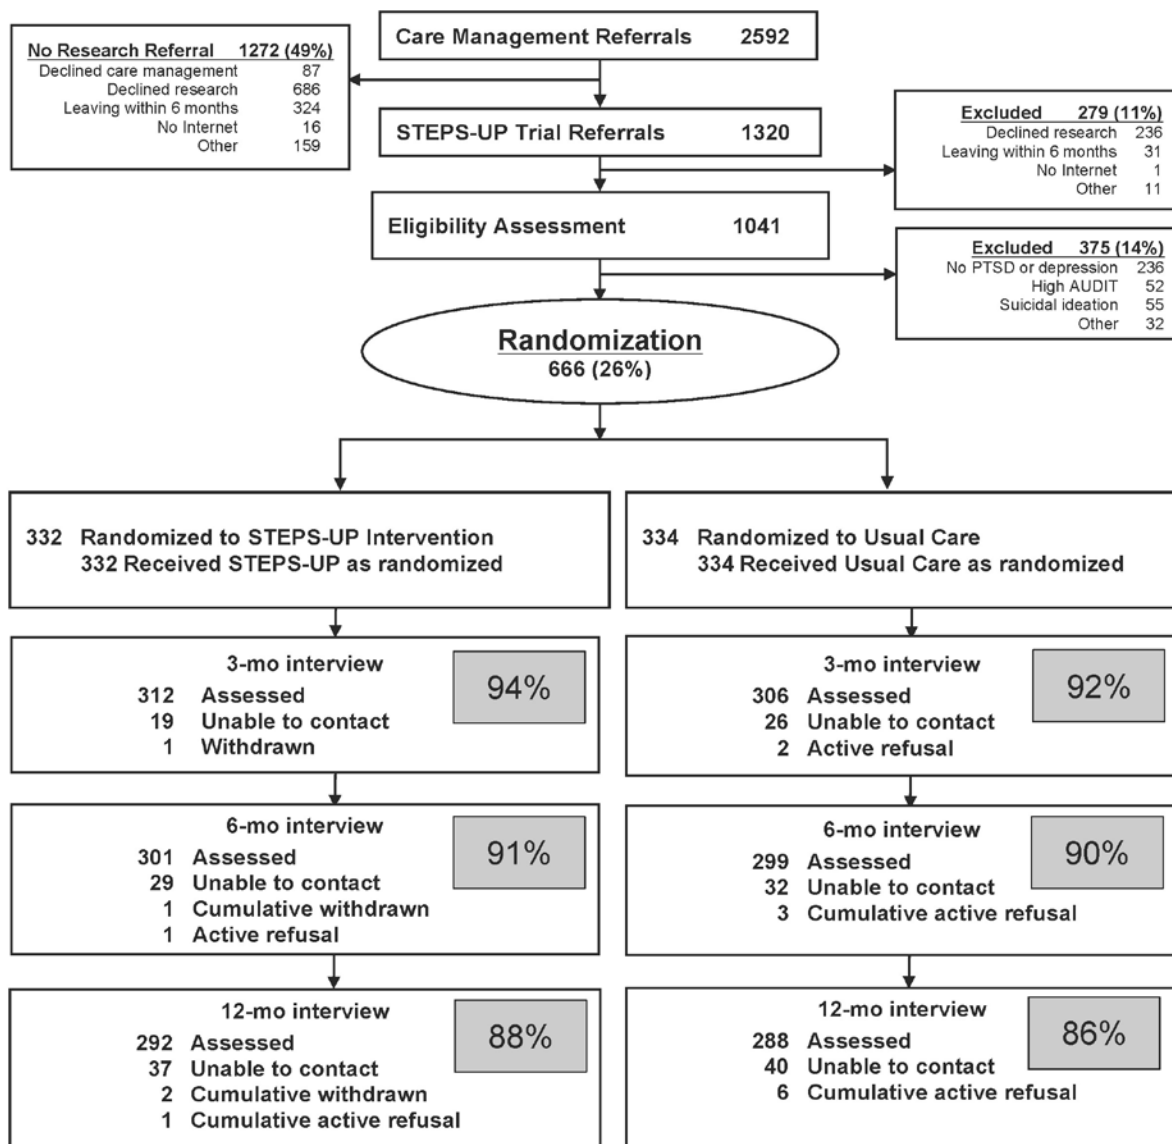 Care Management Referrals 2592
No Research Referral 1272 (49%)
Declined care management 87
Declined research 686
Leaving within 6 months 324
No Internet 16
Other 159
STEPS-UP Trial Referrals 1320
Excluded 279 (11%)
Declined research 236
Leaving within 6 months 31
No Internet 1
Other 11
Eligibility Assessment 1041
Excluded 375 (14%)
No PTSD or depression 236
High AUDIT 52
Suicidal ideation 55
Other 32
Randomization
666 (26%)
332 Randomized to STEPS-UP Intervention
332 Received STEPS-UP as randomized
334 Randomized to Usual Care
334 Received Usual Care as randomized
3-mo interview
94%
312 Assessed
19 Unable to contact
1 Withdrawn
3-mo interview
92%
306 Assessed
26 Unable to contact
2 Active refusal
6-mo interview
91%
301 Assessed
29 Unable to contact
1 Cumulative withdrawn
1 Active refusal
6-mo interview
90%
299 Assessed
32 Unable to contact
3 Cumulative active refusal
12-mo interview
88%
292 Assessed
37 Unable to contact
2 Cumulative withdrawn
1 Cumulative active refusal
12-mo interview
86%
288 Assessed
40 Unable to contact
6 Cumulative active refusal